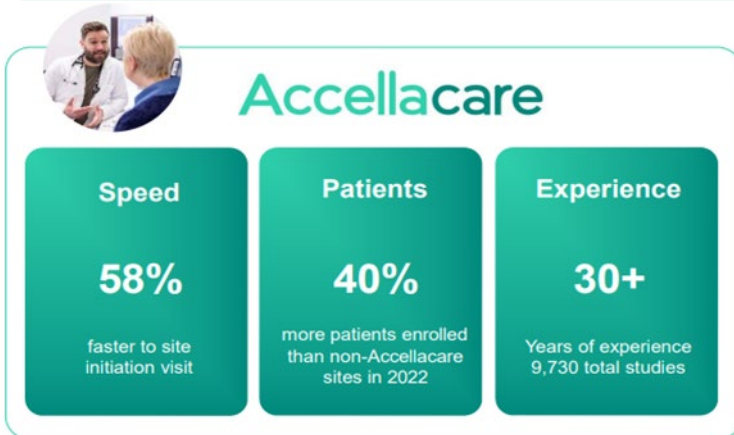 Accellacare
Speed
58%
faster to site
initiation visit
Patients
40%
more patients enrolled
than non-Accellacare
sites in 2022
Experience
30+
Years of experience
9,730 total studies